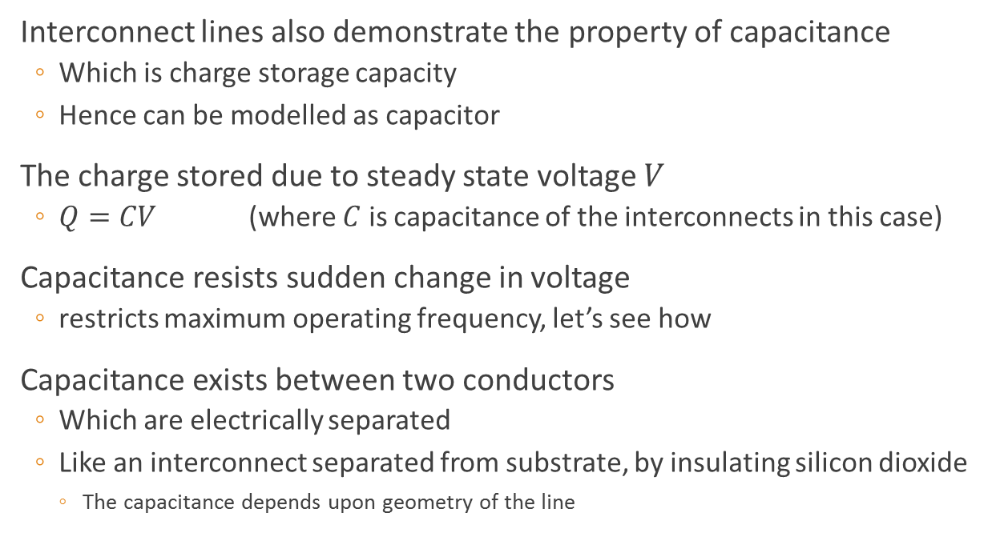 Interconnect lines also demonstrate the property of capacitance
◦ Which is charge storage capacity
◦ Hence can be modelled as capacitor
The charge stored due to steady state voltage V
◦ Q = CV (where C is capacitance of the interconnects in this case)
Capacitance resists sudden change in voltage
◦ restricts maximum operating frequency, let’s see how
Capacitance exists between two conductors
◦ Which are electrically separated
◦ Like an interconnect separated from substrate, by insulating silicon dioxide
◦ The capacitance depends upon geometry of the line